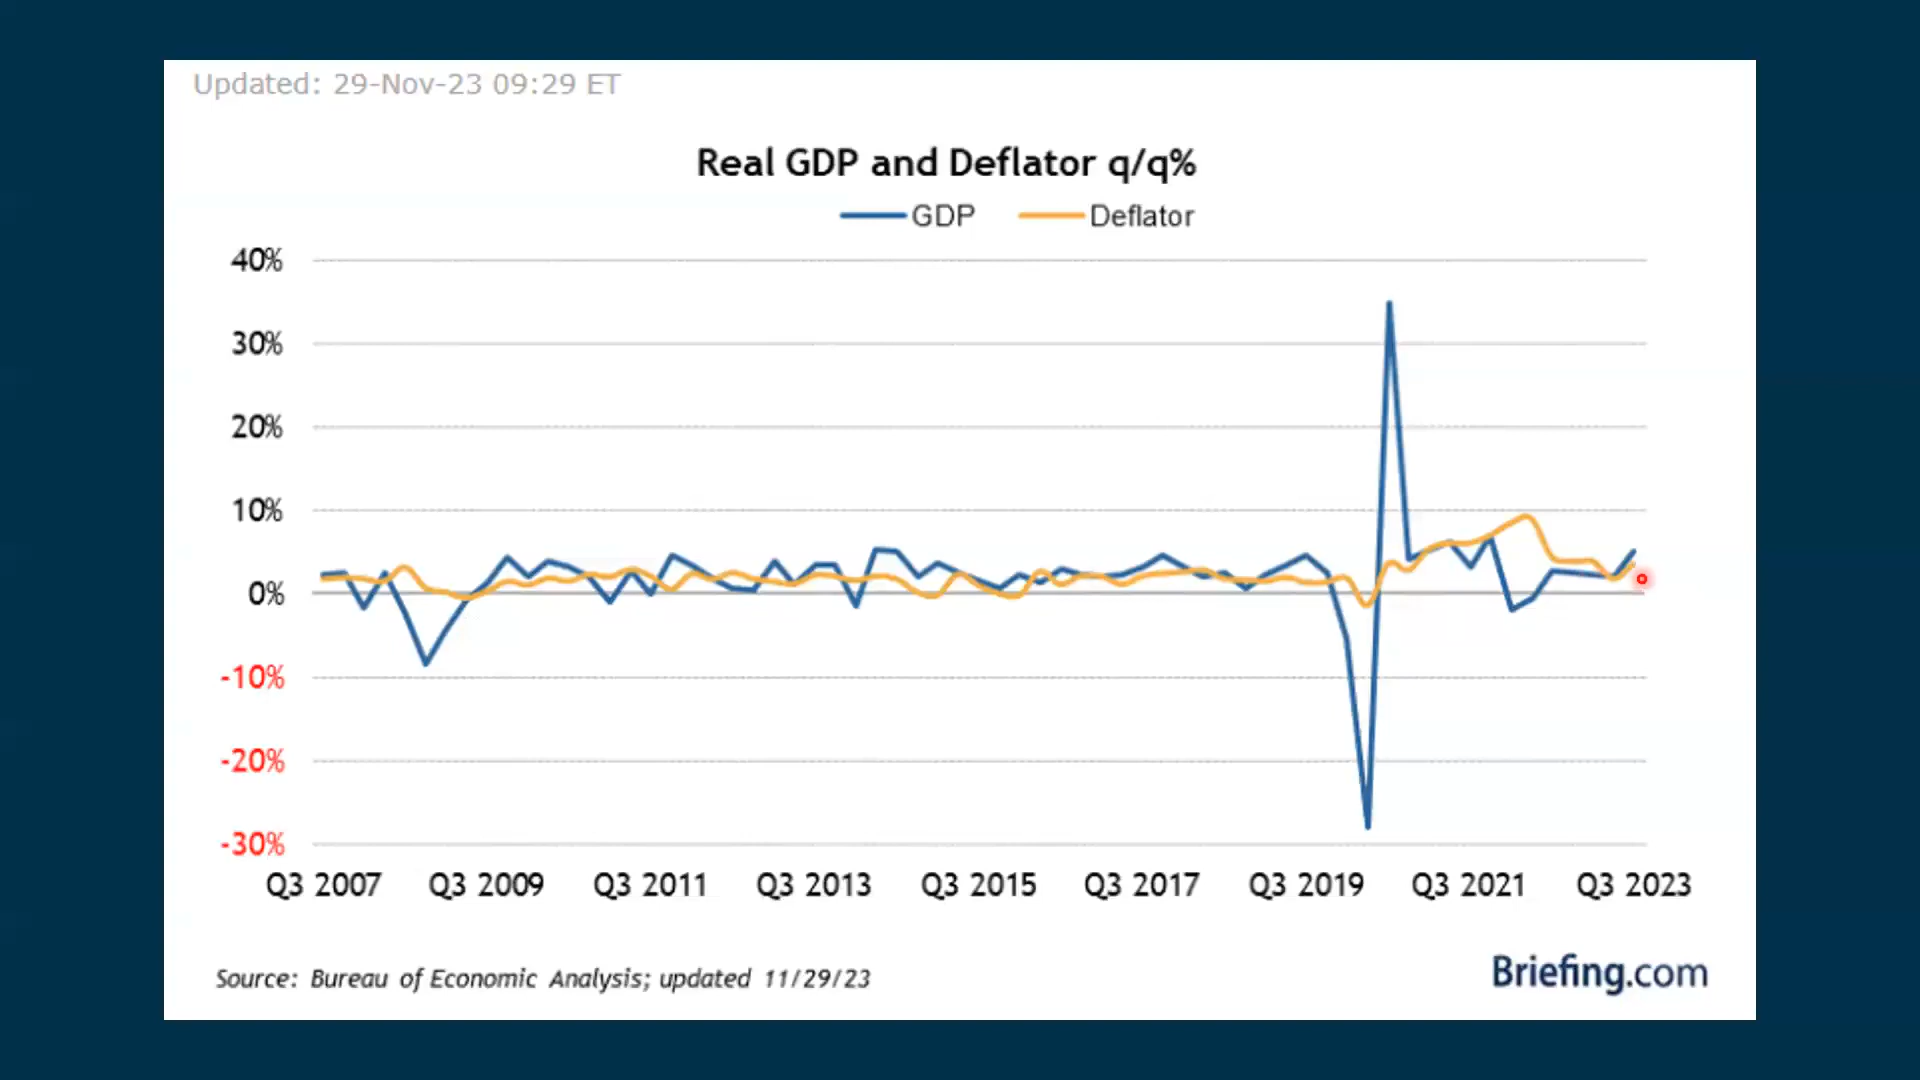 Updated: 29-Nov-23 09:29 ET
Real GDP and Deflator q/q%
GDP Deflator
40%
30%
20%
10%
0%
-10%
-20%
-30%
Q3 2007 Q3 2009 Q3 2011 Q3 2013 Q3 2015 Q3 2017 Q3 2019 Q3 2021 Q3 2023
Source: Bureau of Economic Analysis; updated 11/29/23
Briefing.com